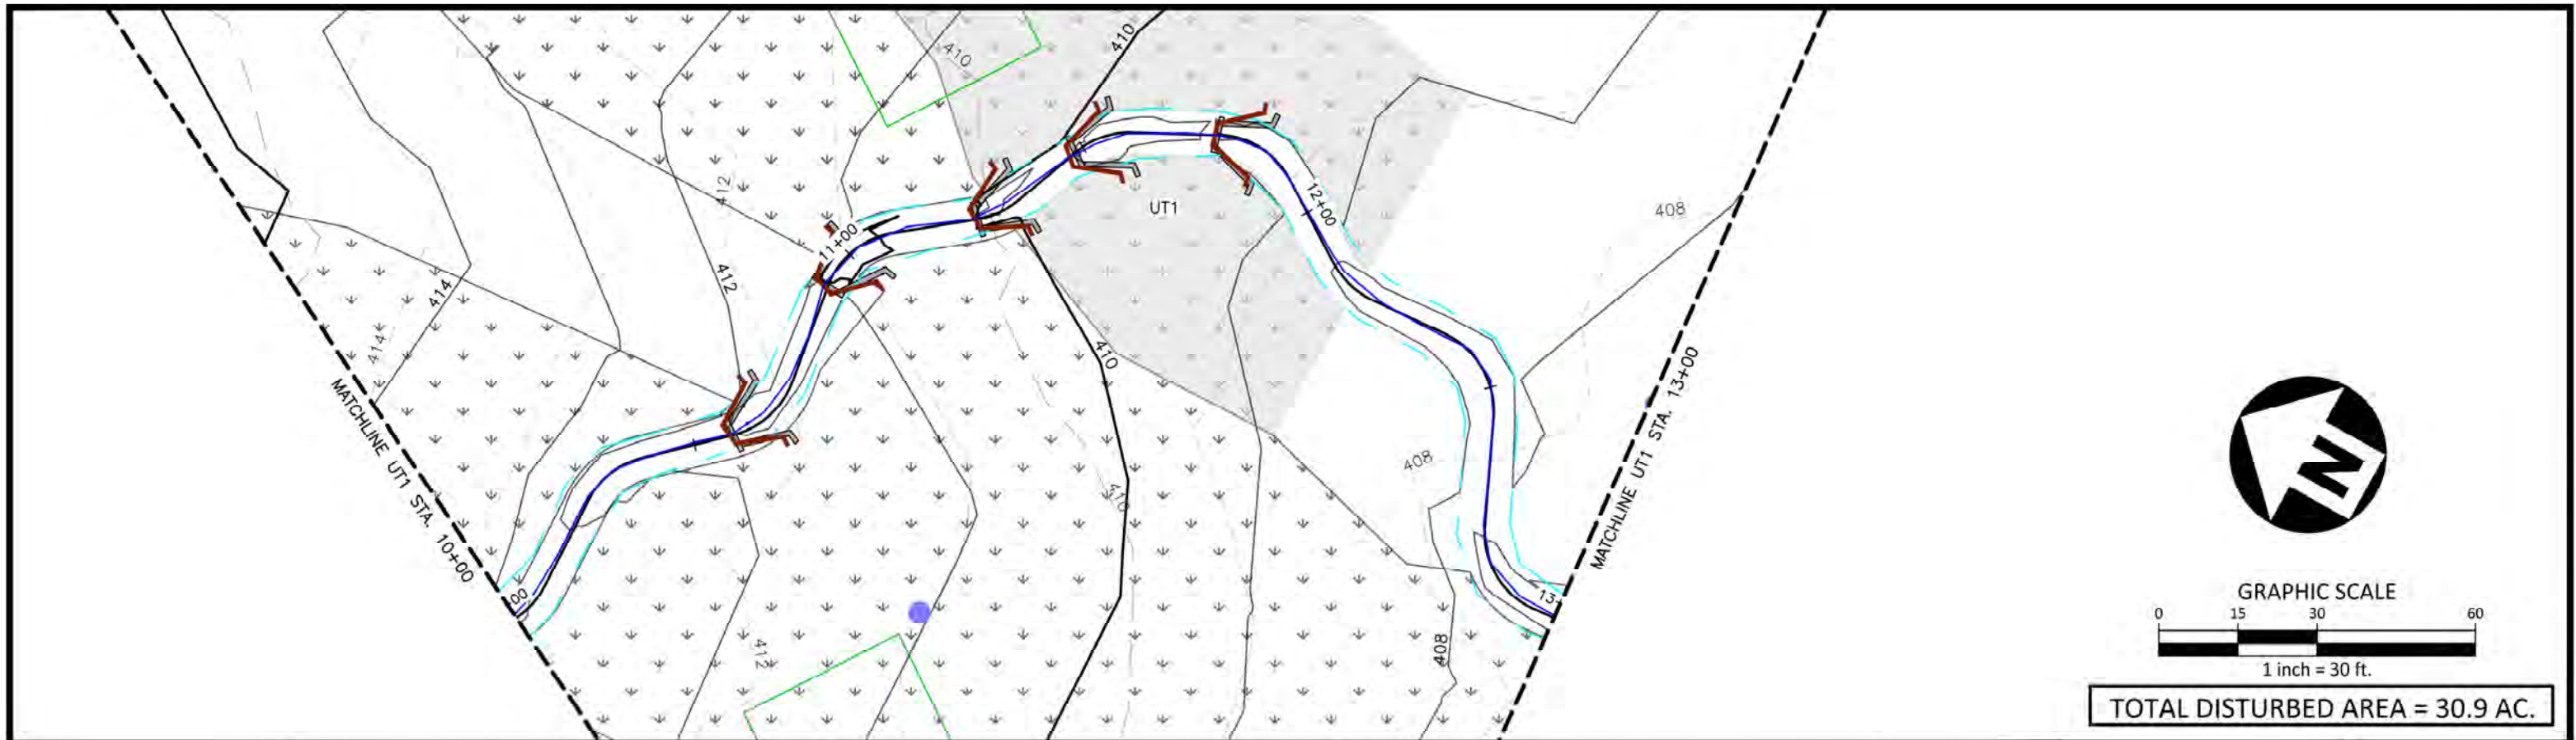 410
410
412
11+00
12+00
UT1
408
412
414
414
410
MATCHLINE UT1 STA. 10+00
MATCHLINE UT1 STA. 13+00
408
410
N
00
13+
GRAPHIC SCALE
0 15 30 60
412
408
1 inch = 30 ft.
TOTAL DISTURBED AREA = 30.9 AC.